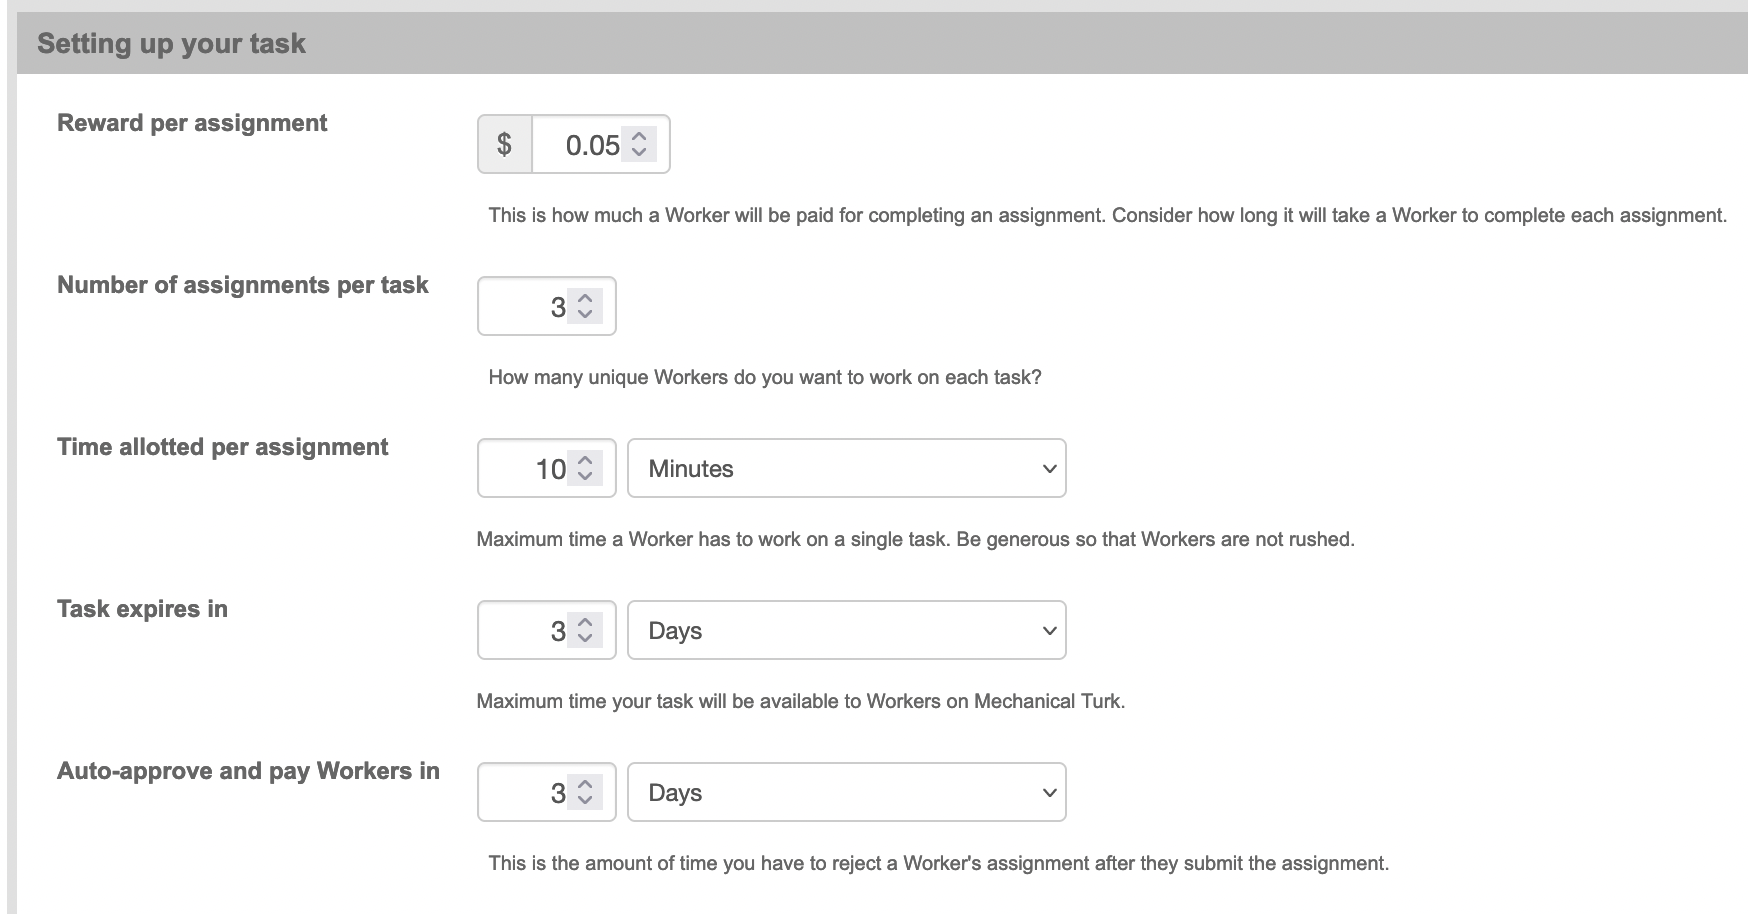 Setting up your task
Reward per assignment
$ 0.05
This is how much a Worker will be paid for completing an assignment. Consider how long it will take a Worker to complete each assignment.
Number of assignments per task
3
How many unique Workers do you want to work on each task?
Time allotted per assignment
10 Minutes
Maximum time a Worker has to work on a single task. Be generous so that Workers are not rushed.
Task expires in
3 Days
Maximum time your task will be available to Workers on Mechanical Turk.
Auto-approve and pay Workers in
3 Days
This is the amount of time you have to reject a Worker's assignment after they submit the assignment.